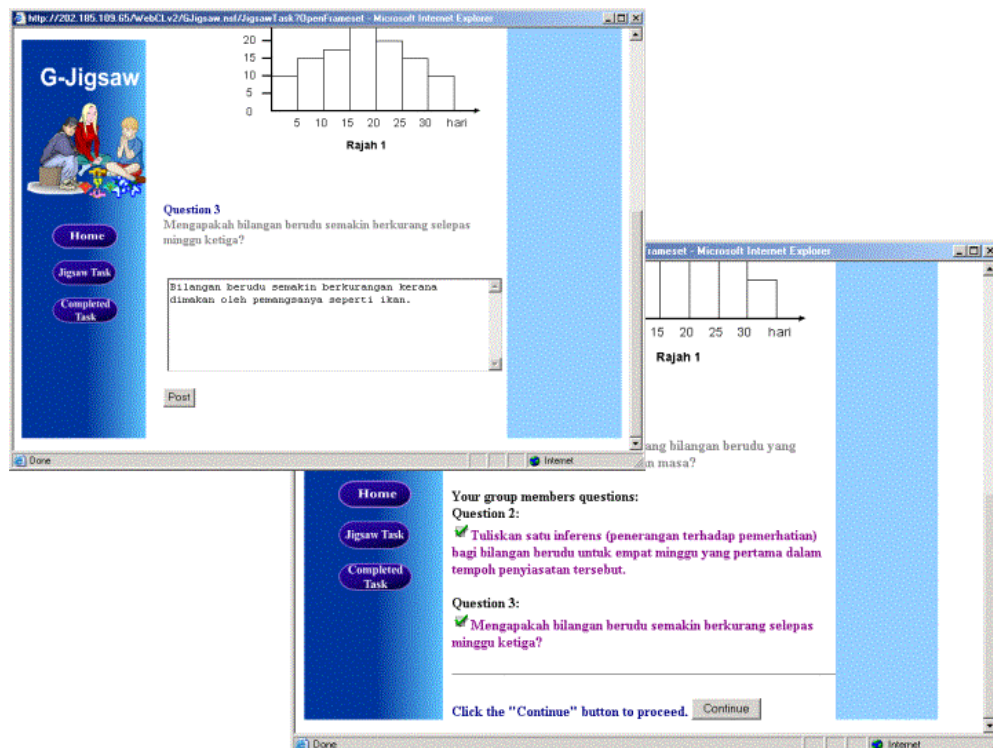 http://202.185.109.65/WebCLv2/GJigsaw.nsf/JigsawTask?OpenFrameset - Microsoft Internet Explorer
G-Jigsaw
20
15
10
5
0
5 10 15 20 25 30 hari
Rajah 1
Home
Jigsaw Task
Completed
Task
Question 3
Mengapakah bilangan berudu semakin berkurang selepas
minggu ketiga?
Bilangan berudu semakin berkurangan kerana
dimakan oleh pemangsanya seperti ikan.
Post
Done
Internet
rameset - Microsoft Internet Explorer
15 20 25 30 hari
Rajah 1
ang bilangan berudu yang
n masa?
Home
Jigsaw Task
Completed
Task
Your group members questions:
Question 2:
Tuliskan satu inferens (penerangan terhadap pemerhatian)
bagi bilangan berudu untuk empat minggu yang pertama dalam
tempoh penyiasatan tersebut.
Question 3:
Mengapakah bilangan berudu semakin berkurang selepas
minggu ketiga?
Click the "Continue" button to proceed. Continue
Done
Internet